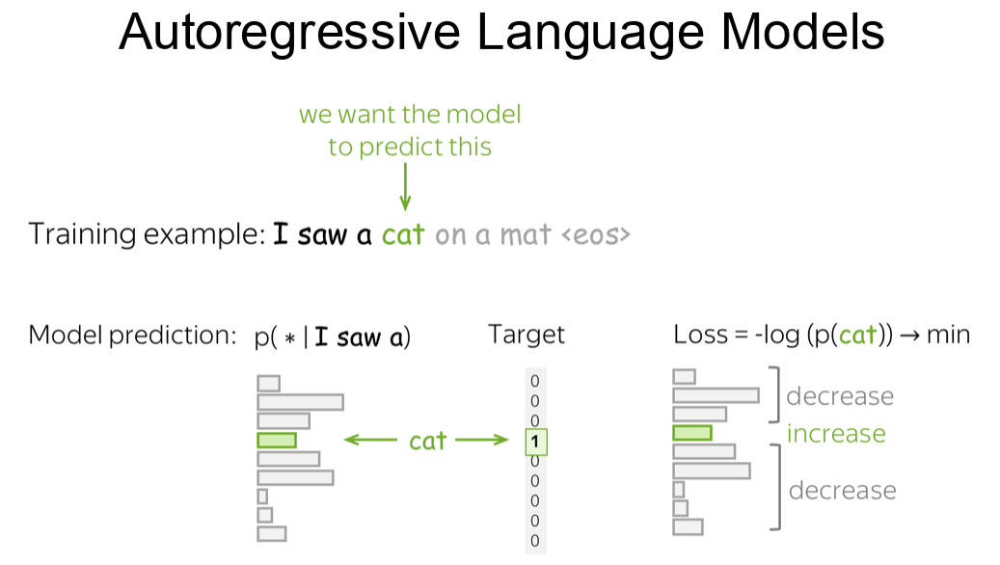 Autoregressive Language Models
we want the model
to predict this
Training example: I saw a cat on a mat <eos>
Model prediction: p( * | I saw a)
Target
Loss = -log (p(cat)) → min
0
0
0
1
0
0
0
0
0
cat
decrease
increase
decrease